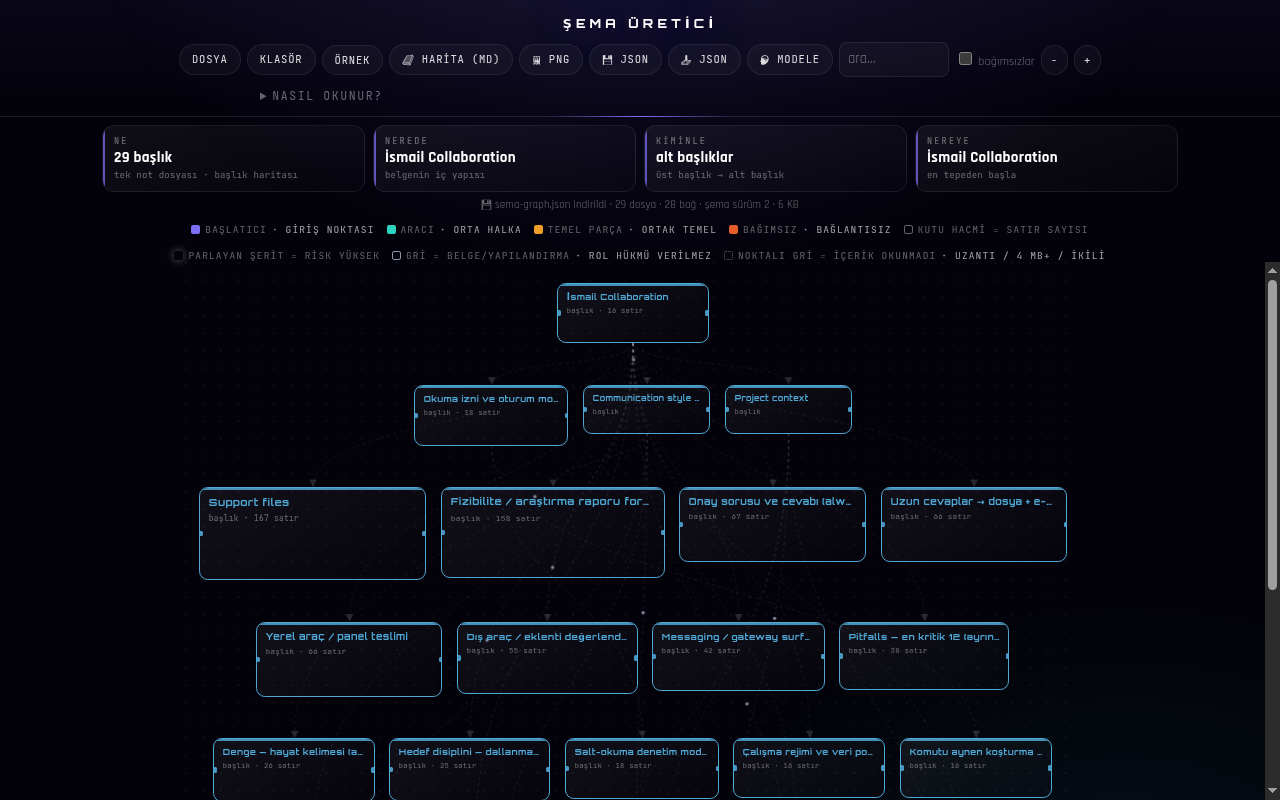 ŞEMA ÜRETİCİ
DOSYA KLASÖR ÖRNEK HARİTA (MD) PNG JSON JSON MODELE ara... bağımsızlar - +
▶ NASIL OKUNUR?
NE
29 başlık
tek not dosyası · başlık haritası
NEREDE
İsmail Collaboration
belgenin iç yapısı
KİMİNLE
alt başlıklar
üst başlık → alt başlık
NEREYE
İsmail Collaboration
en tepeden başla
sema-graph.json indirildi · 29 dosya · 28 bağ · şema sürüm 2 · 6 KB
BAŞLATICI · GİRİŞ NOKTASI ARACI · ORTA HALKA TEMEL PARÇA · ORTAK TEMEL BAĞIMSIZ · BAĞLANTISIZ KUTU HACMİ = SATIR SAYISI
PARLAYAN ŞERİT = RİSK YÜKSEK GRİ = BELGE/YAPILANDIRMA · ROL HÜKMÜ VERİLMEZ NOKTALI GRİ = İÇERİK OKUNMADI · UZANTI / 4 MB+ / İKİLİ
İsmail Collaboration
başlık · 16 satır
Okuma izni ve oturum mo…
başlık · 18 satır
Communication style …
başlık
Project context
başlık
Support files
başlık · 167 satır
Fizibilite / araştırma raporu for…
başlık · 158 satır
Onay sorusu ve cevabı (alw…
başlık · 67 satır
Uzun cevaplar → dosya + e-…
başlık · 66 satır
Yerel araç / panel teslimi
başlık · 66 satır
Dış araç / eklenti değerlend…
başlık · 55 satır
Messaging / gateway surf…
başlık · 42 satır
Pitfalls — en kritik 12 (ayrın…
başlık · 38 satır
Denge — hayat kelimesi (a…
başlık · 26 satır
Hedef disiplini — dallanma…
başlık · 25 satır
Salt-okuma denetim mod…
başlık · 18 satır
Çalışma rejimi ve veri po…
başlık · 16 satır
Komutu aynen koşturma …
başlık · 16 satır